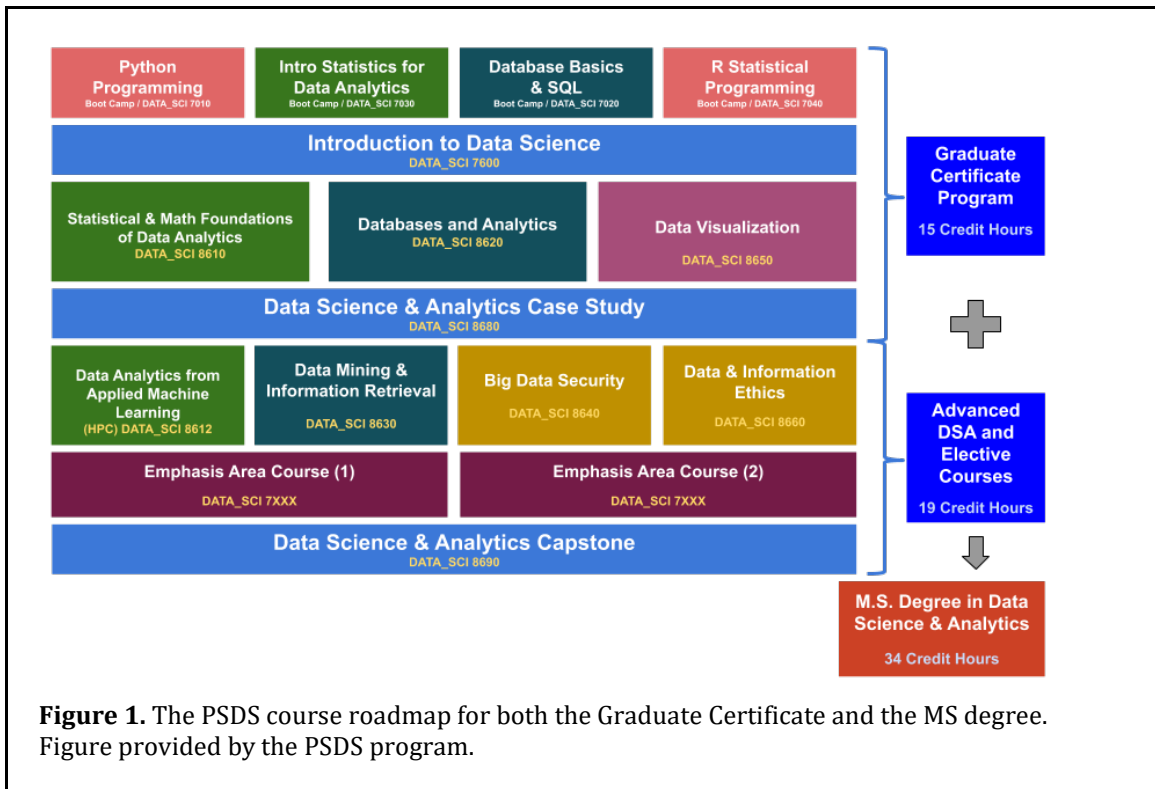 Python
Programming
Boot Camp / DATA_SCI 7010
Intro Statistics for
Data Analytics
Boot Camp / DATA_SCI 7030
Database Basics
& SQL
Boot Camp / DATA_SCI 7020
R Statistical
Programming
Boot Camp / DATA_SCI 7040
Introduction to Data Science
DATA_SCI 7600
Statistical & Math Foundations
of Data Analytics
DATA_SCI 8610
Databases and Analytics
DATA_SCI 8620
Data Visualization
DATA_SCI 8650
Data Science & Analytics Case Study
DATA_SCI 8680
Graduate
Certificate
Program
15 Credit Hours
Data Analytics from
Applied Machine
Learning
(HPC) DATA_SCI 8612
Data Mining &
Information Retrieval
DATA_SCI 8630
Big Data Security
DATA_SCI 8640
Data & Information
Ethics
DATA_SCI 8660
Emphasis Area Course (1)
DATA_SCI 7XXX
Emphasis Area Course (2)
DATA_SCI 7XXX
Data Science & Analytics Capstone
DATA_SCI 8690
Advanced
DSA and
Elective
Courses
19 Credit Hours
M.S. Degree in Data
Science & Analytics
34 Credit Hours
Figure 1. The PSDS course roadmap for both the Graduate Certificate and the MS degree.
Figure provided by the PSDS program.